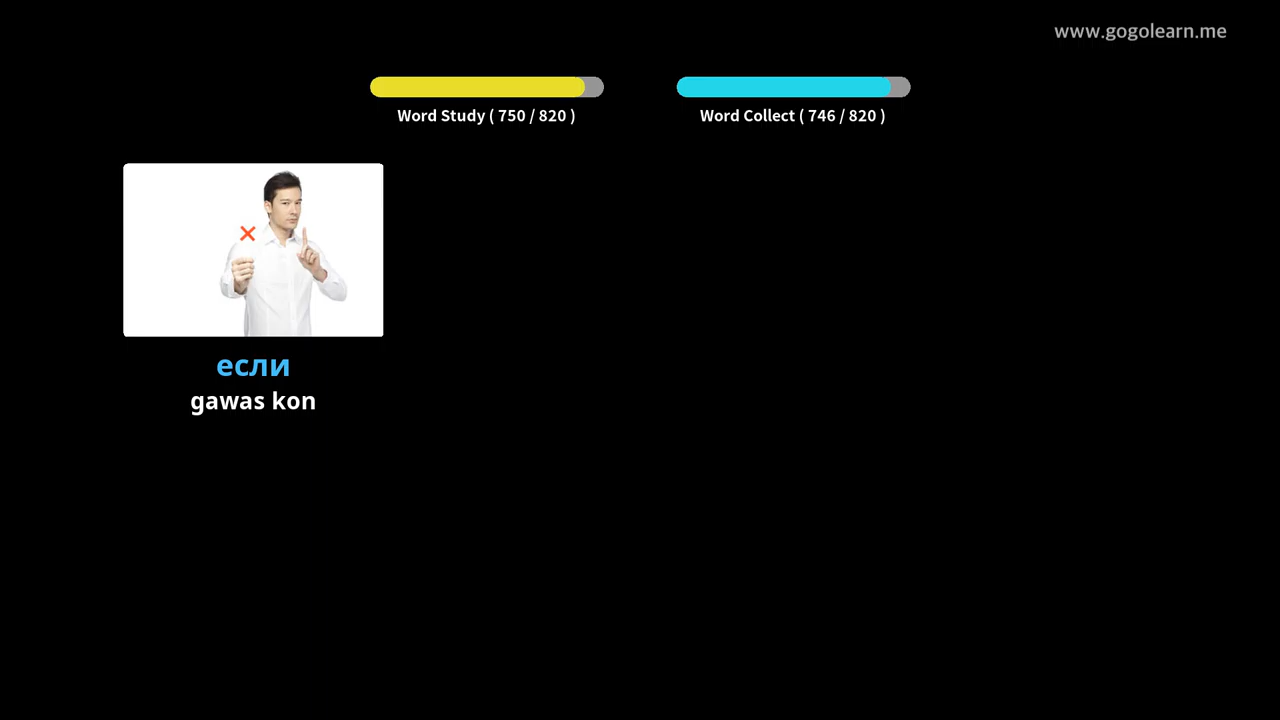 www.gogolearn.me
Word Study ( 750 / 820 )
Word Collect ( 746 / 820 )
если
gawas kon